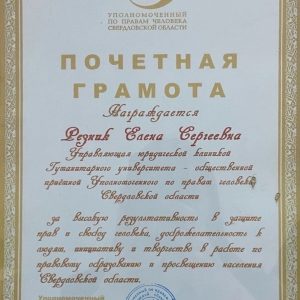 УПОЛНОМОЧЕННЫЙ
ПО ПРАВАМ ЧЕЛОВЕКА
СВЕРДЛОВСКОЙ ОБЛАСТИ
ПОЧЕТНАЯ
ГРАМОТА
Награждается
Резник Елена Сергеевна
Управляющая юридической клиникой
Гуманитарного университета - общественной
приёмной Уполномоченного по правам человека
Свердловской области
за высокую результативность в защите
прав и свобод человека, доброжелательность к
людям, инициативу и творчество в работе по
правовому образованию и просвещению населения
Свердловской области.
Уполномоченный